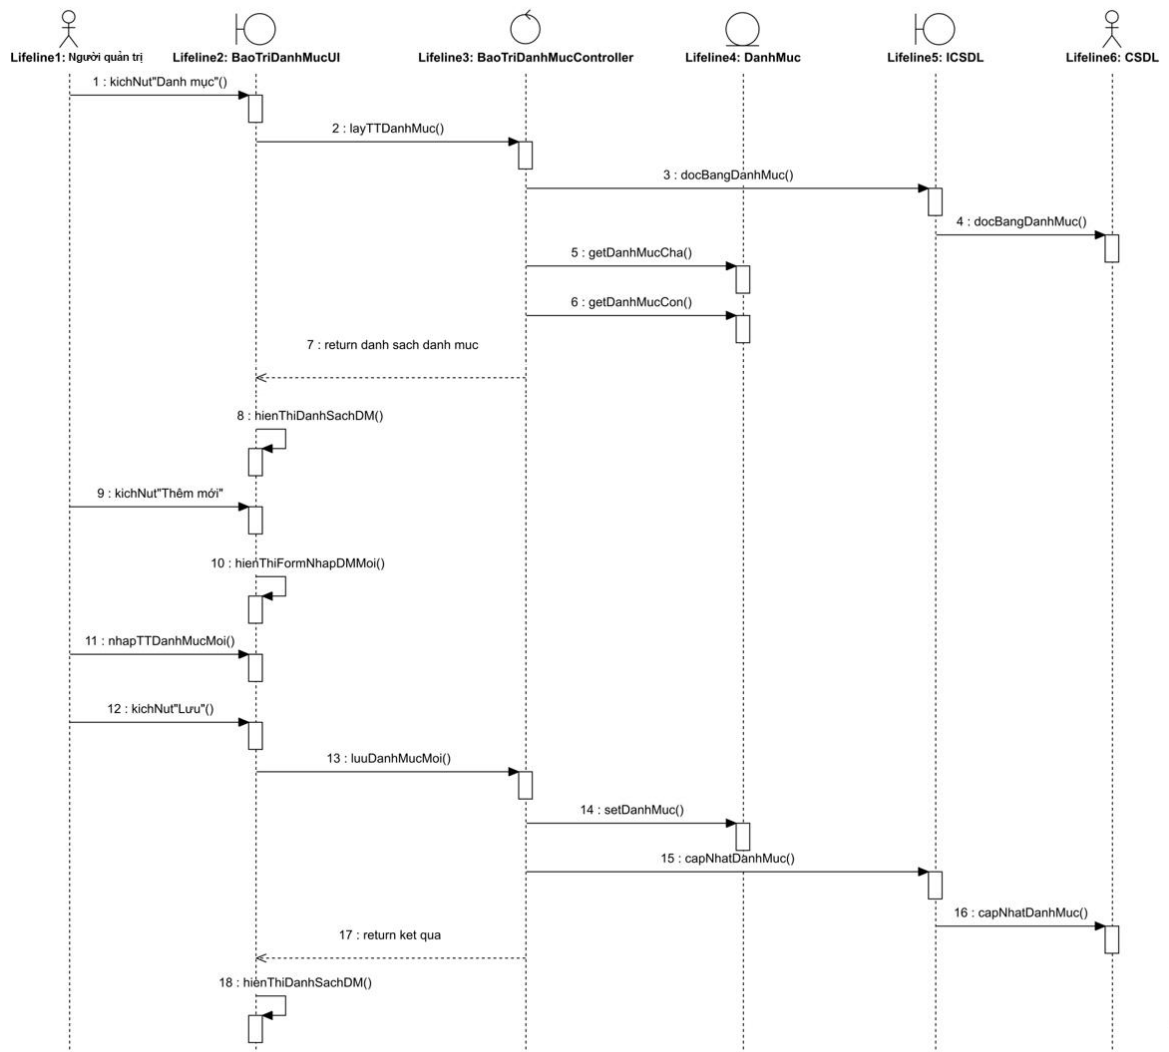 Lifeline1: Người quản trị
Lifeline2: BaoTriDanhMucUI
Lifeline3: BaoTriDanhMucController
Lifeline4: DanhMuc
Lifeline5: ICSDL
Lifeline6: CSDL
1 : kichNut"Danh mục"()
2 : layTTDanhMuc()
3 : docBangDanhMuc()
4 : docBangDanhMuc()
5 : getDanhMucCha()
6 : getDanhMucCon()
7 : return danh sach danh muc
8 : hienThiDanhSachDM()
9 : kichNut"Thêm mới"
10 : hienThiFormNhapDMMoi()
11 : nhapTTDanhMucMoi()
12 : kichNut"Lưu"()
13 : luuDanhMucMoi()
14 : setDanhMuc()
15 : capNhatDanhMuc()
16 : capNhatDanhMuc()
17 : return ket qua
18 : hienThiDanhSachDM()